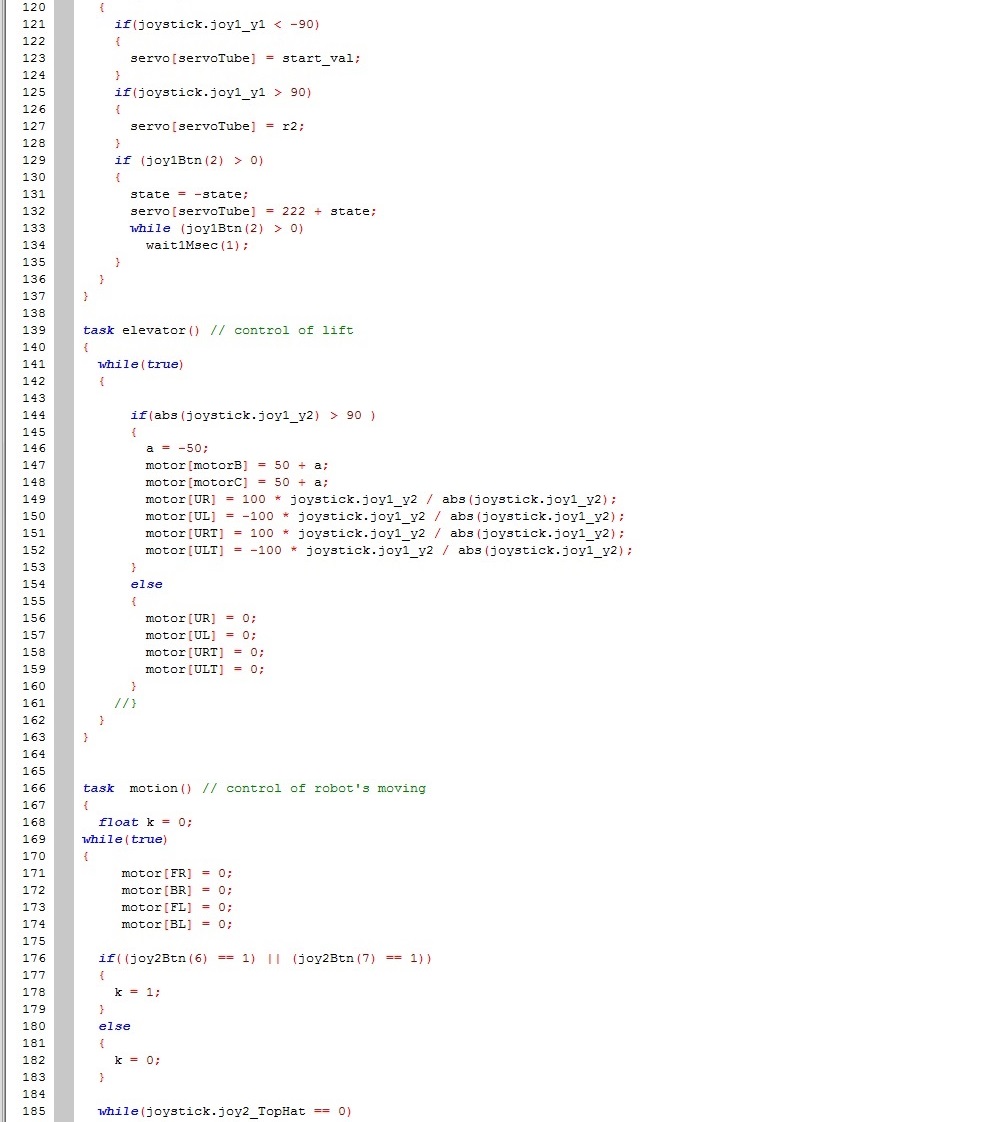 120 {
121 if(joystick.joy1_y1 < -90)
122 {
123 servo[servoTube] = start_val;
124 }
125 if(joystick.joy1_y1 > 90)
126 {
127 servo[servoTube] = r2;
128 }
129 if (joy1Btn(2) > 0)
130 {
131 state = -state;
132 servo[servoTube] = 222 + state;
133 while (joy1Btn(2) > 0)
134 wait1Msec(1);
135 }
136 }
137 }
138
139 task elevator() // control of lift
140 {
141 while(true)
142 {
143
144 if(abs(joystick.joy1_y2) > 90 )
145 {
146 a = -50;
147 motor[motorB] = 50 + a;
148 motor[motorC] = 50 + a;
149 motor[UR] = 100 * joystick.joy1_y2 / abs(joystick.joy1_y2);
150 motor[UL] = -100 * joystick.joy1_y2 / abs(joystick.joy1_y2);
151 motor[URT] = 100 * joystick.joy1_y2 / abs(joystick.joy1_y2);
152 motor[ULT] = -100 * joystick.joy1_y2 / abs(joystick.joy1_y2);
153 }
154 else
155 {
156 motor[UR] = 0;
157 motor[UL] = 0;
158 motor[URT] = 0;
159 motor[ULT] = 0;
160 }
161 //}
162 }
163 }
164
165
166 task  motion() // control of robot's moving
167 {
168 float k = 0;
169 while(true)
170 {
171 motor[FR] = 0;
172 motor[BR] = 0;
173 motor[FL] = 0;
174 motor[BL] = 0;
175
176 if((joy2Btn(6) == 1) || (joy2Btn(7) == 1))
177 {
178 k = 1;
179 }
180 else
181 {
182 k = 0;
183 }
184
185 while(joystick.joy2_TopHat == 0)